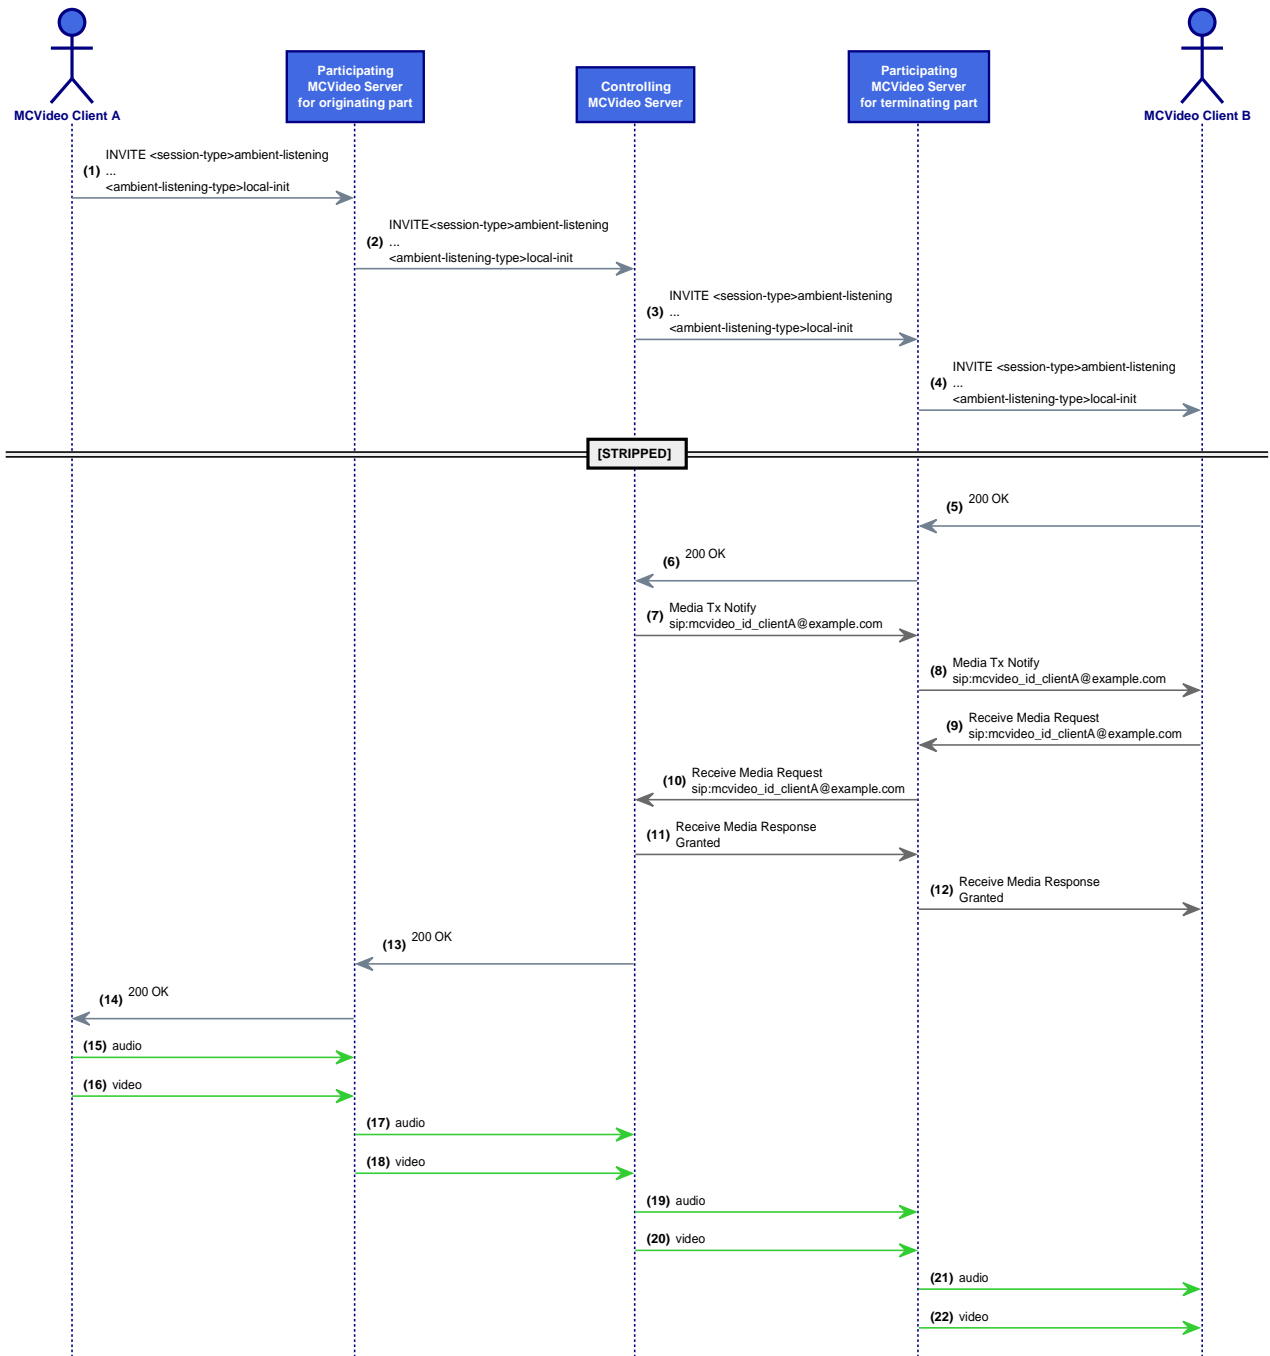 MCVideo Client A
Participating
MCVideo Server
for originating part
Controlling
MCVideo Server
Participating
MCVideo Server
for terminating part
MCVideo Client B
INVITE <session-type>ambient-listening
(1) ...
<ambient-listening-type>local-init
INVITE<session-type>ambient-listening
(2) ...
<ambient-listening-type>local-init
INVITE <session-type>ambient-listening
(3) ...
<ambient-listening-type>local-init
INVITE <session-type>ambient-listening
(4) ...
<ambient-listening-type>local-init
[STRIPPED]
(5) 200 OK
(6) 200 OK
(7) Media Tx Notify
sip:mcvideo_id_clientA@example.com
(8) Media Tx Notify
sip:mcvideo_id_clientA@example.com
(9) Receive Media Request
sip:mcvideo_id_clientA@example.com
(10) Receive Media Request
sip:mcvideo_id_clientA@example.com
(11) Receive Media Response
Granted
(12) Receive Media Response
Granted
(13) 200 OK
(14) 200 OK
(15) audio
(16) video
(17) audio
(18) video
(19) audio
(20) video
(21) audio
(22) video